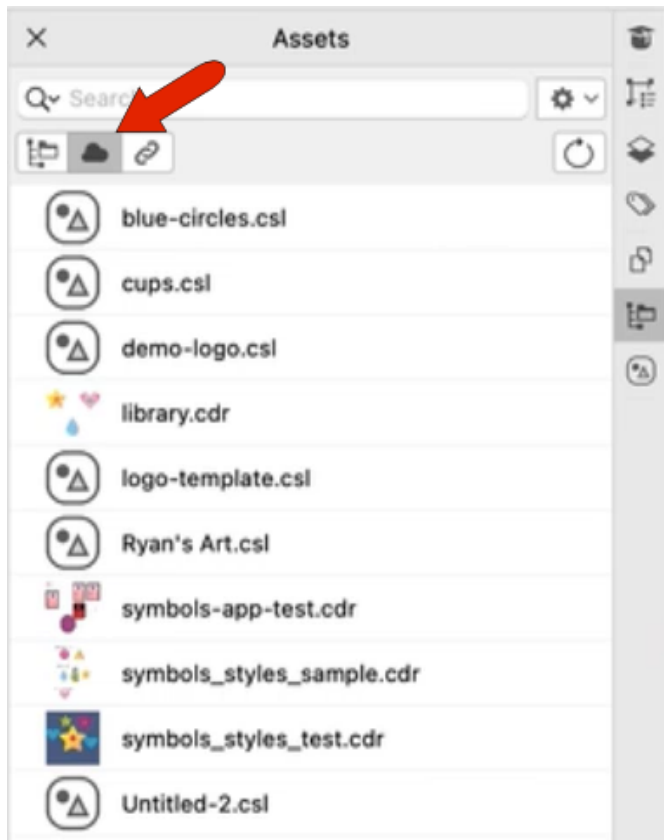 Assets
Search
blue-circles.csl
cups.csl
demo-logo.csl
library.cdr
logo-template.csl
Ryan's Art.csl
symbols-app-test.cdr
symbols_styles_sample.cdr
symbols_styles_test.cdr
Untitled-2.csl